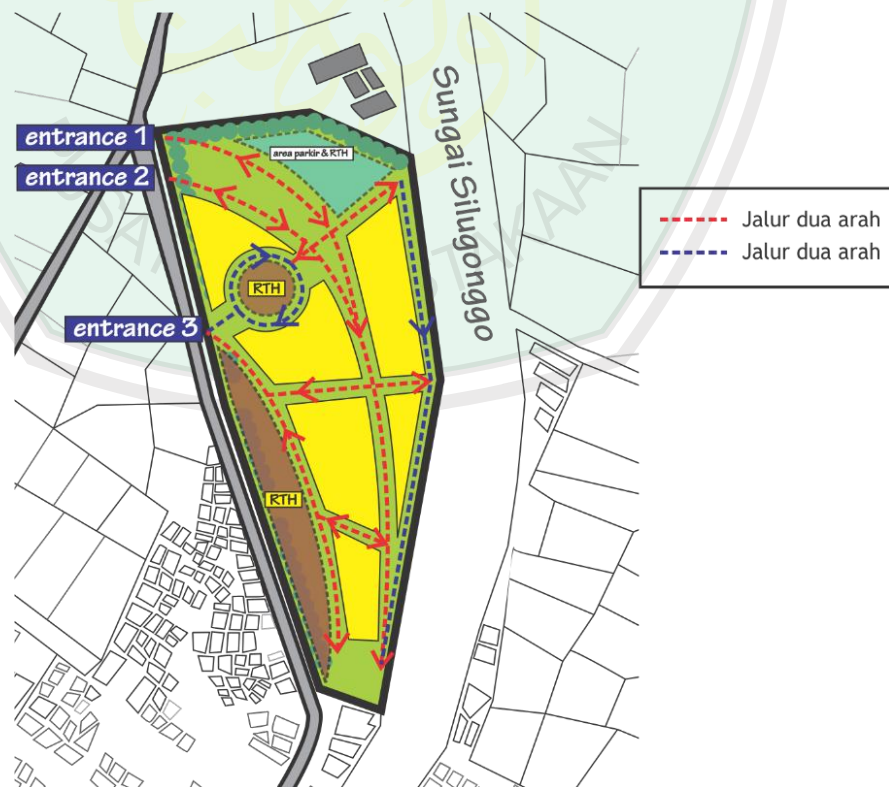 entrance 1
area parkir & RTH
entrance 2
RTH
entrance 3
RTH
Sungai Silugonggo
Jalur dua arah
Jalur dua arah